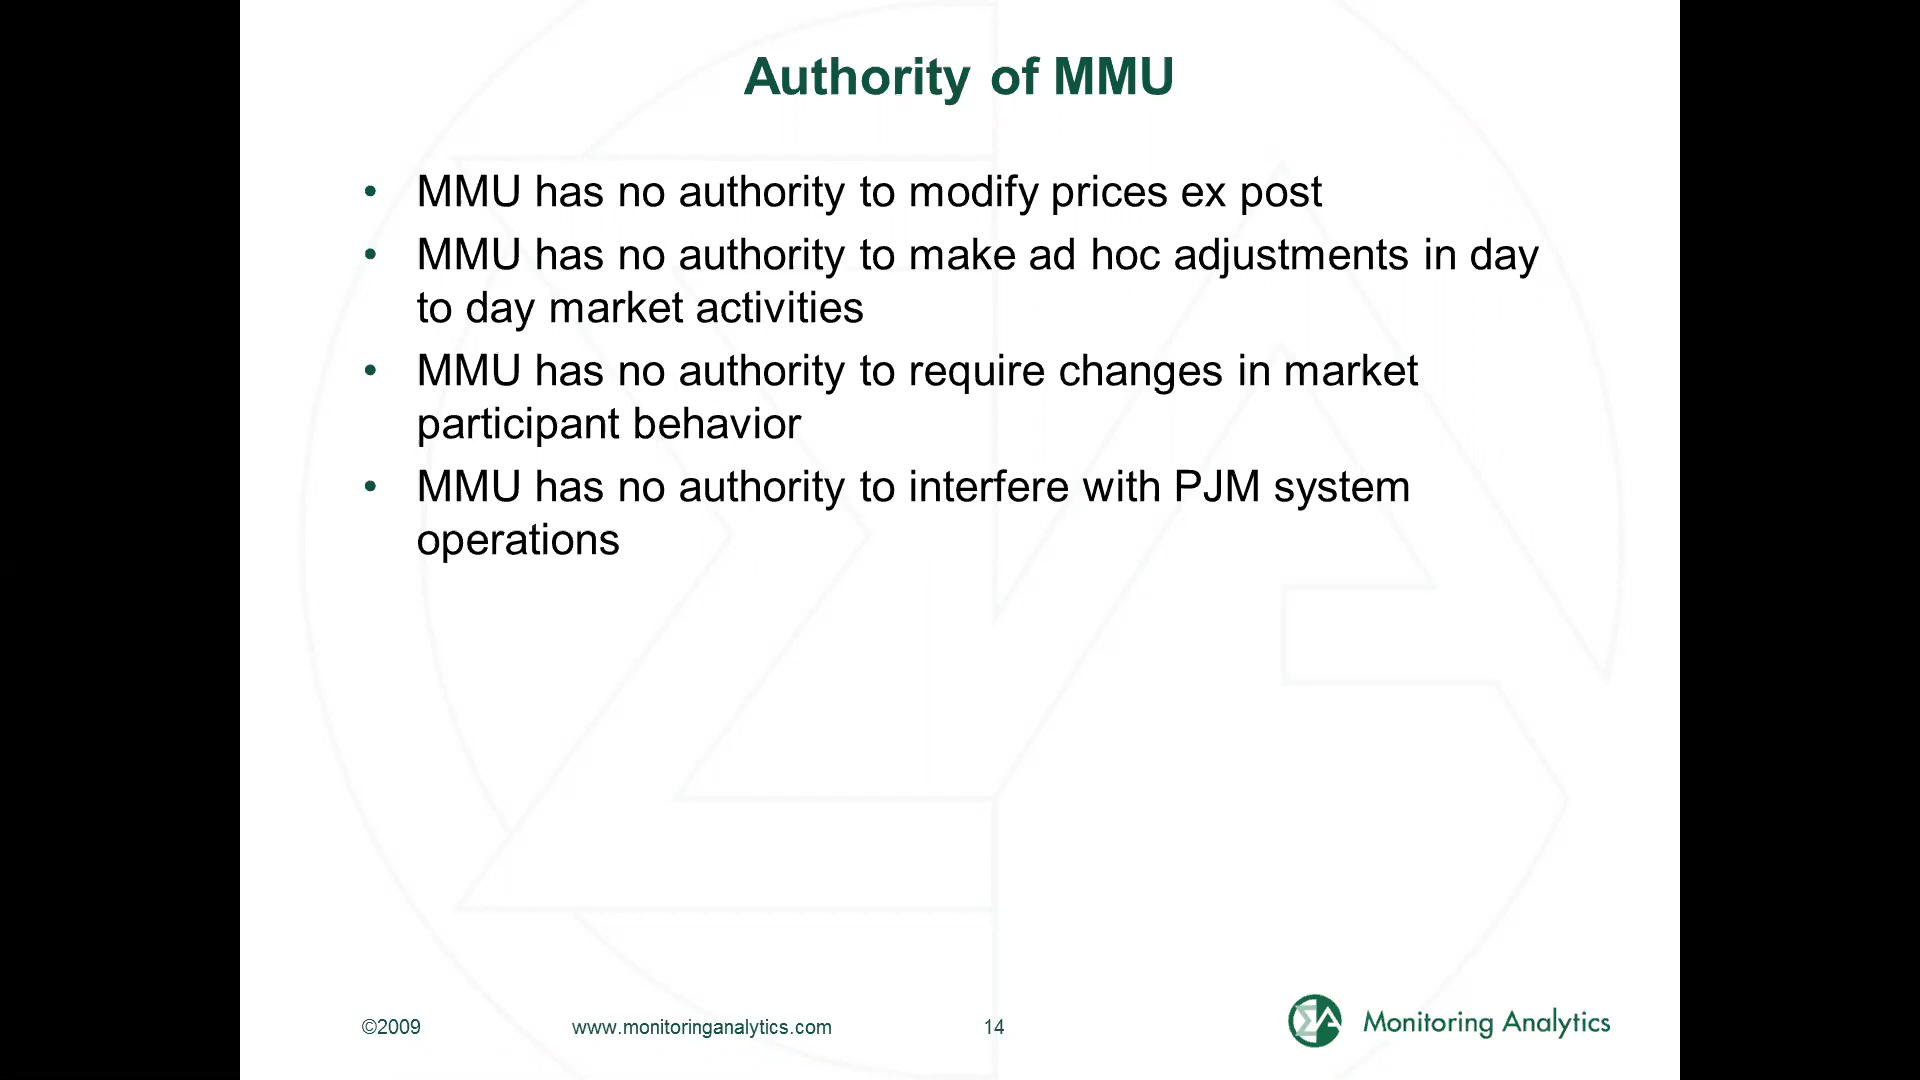 Authority of MMU
• MMU has no authority to modify prices ex post
• MMU has no authority to make ad hoc adjustments in day
to day market activities
• MMU has no authority to require changes in market
participant behavior
• MMU has no authority to interfere with PJM system
operations
©2009 www.monitoringanalytics.com 14 Monitoring Analytics